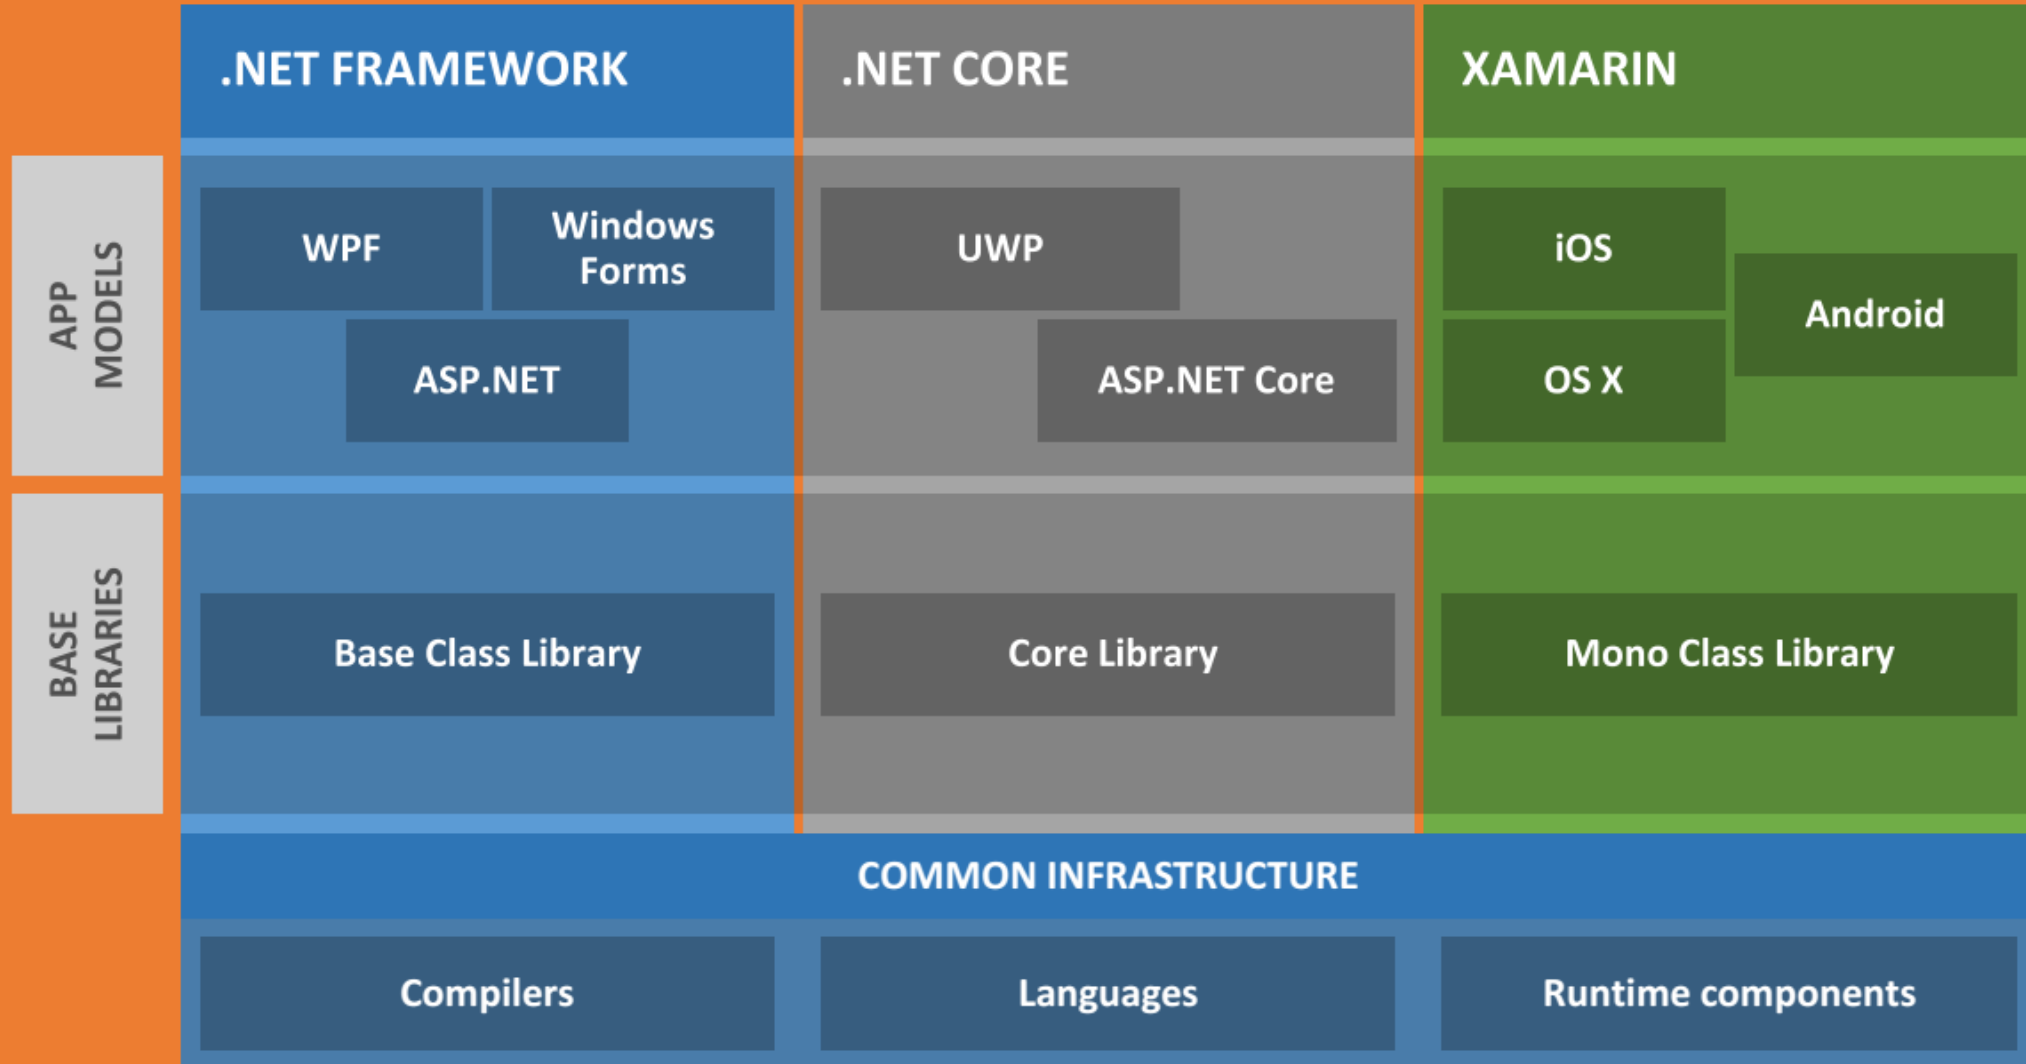 .NET FRAMEWORK
.NET CORE
XAMARIN
APP
MODELS
WPF
Windows
Forms
ASP.NET
UWP
ASP.NET Core
iOS
Android
OS X
BASE
LIBRARIES
Base Class Library
Core Library
Mono Class Library
COMMON INFRASTRUCTURE
Compilers
Languages
Runtime components